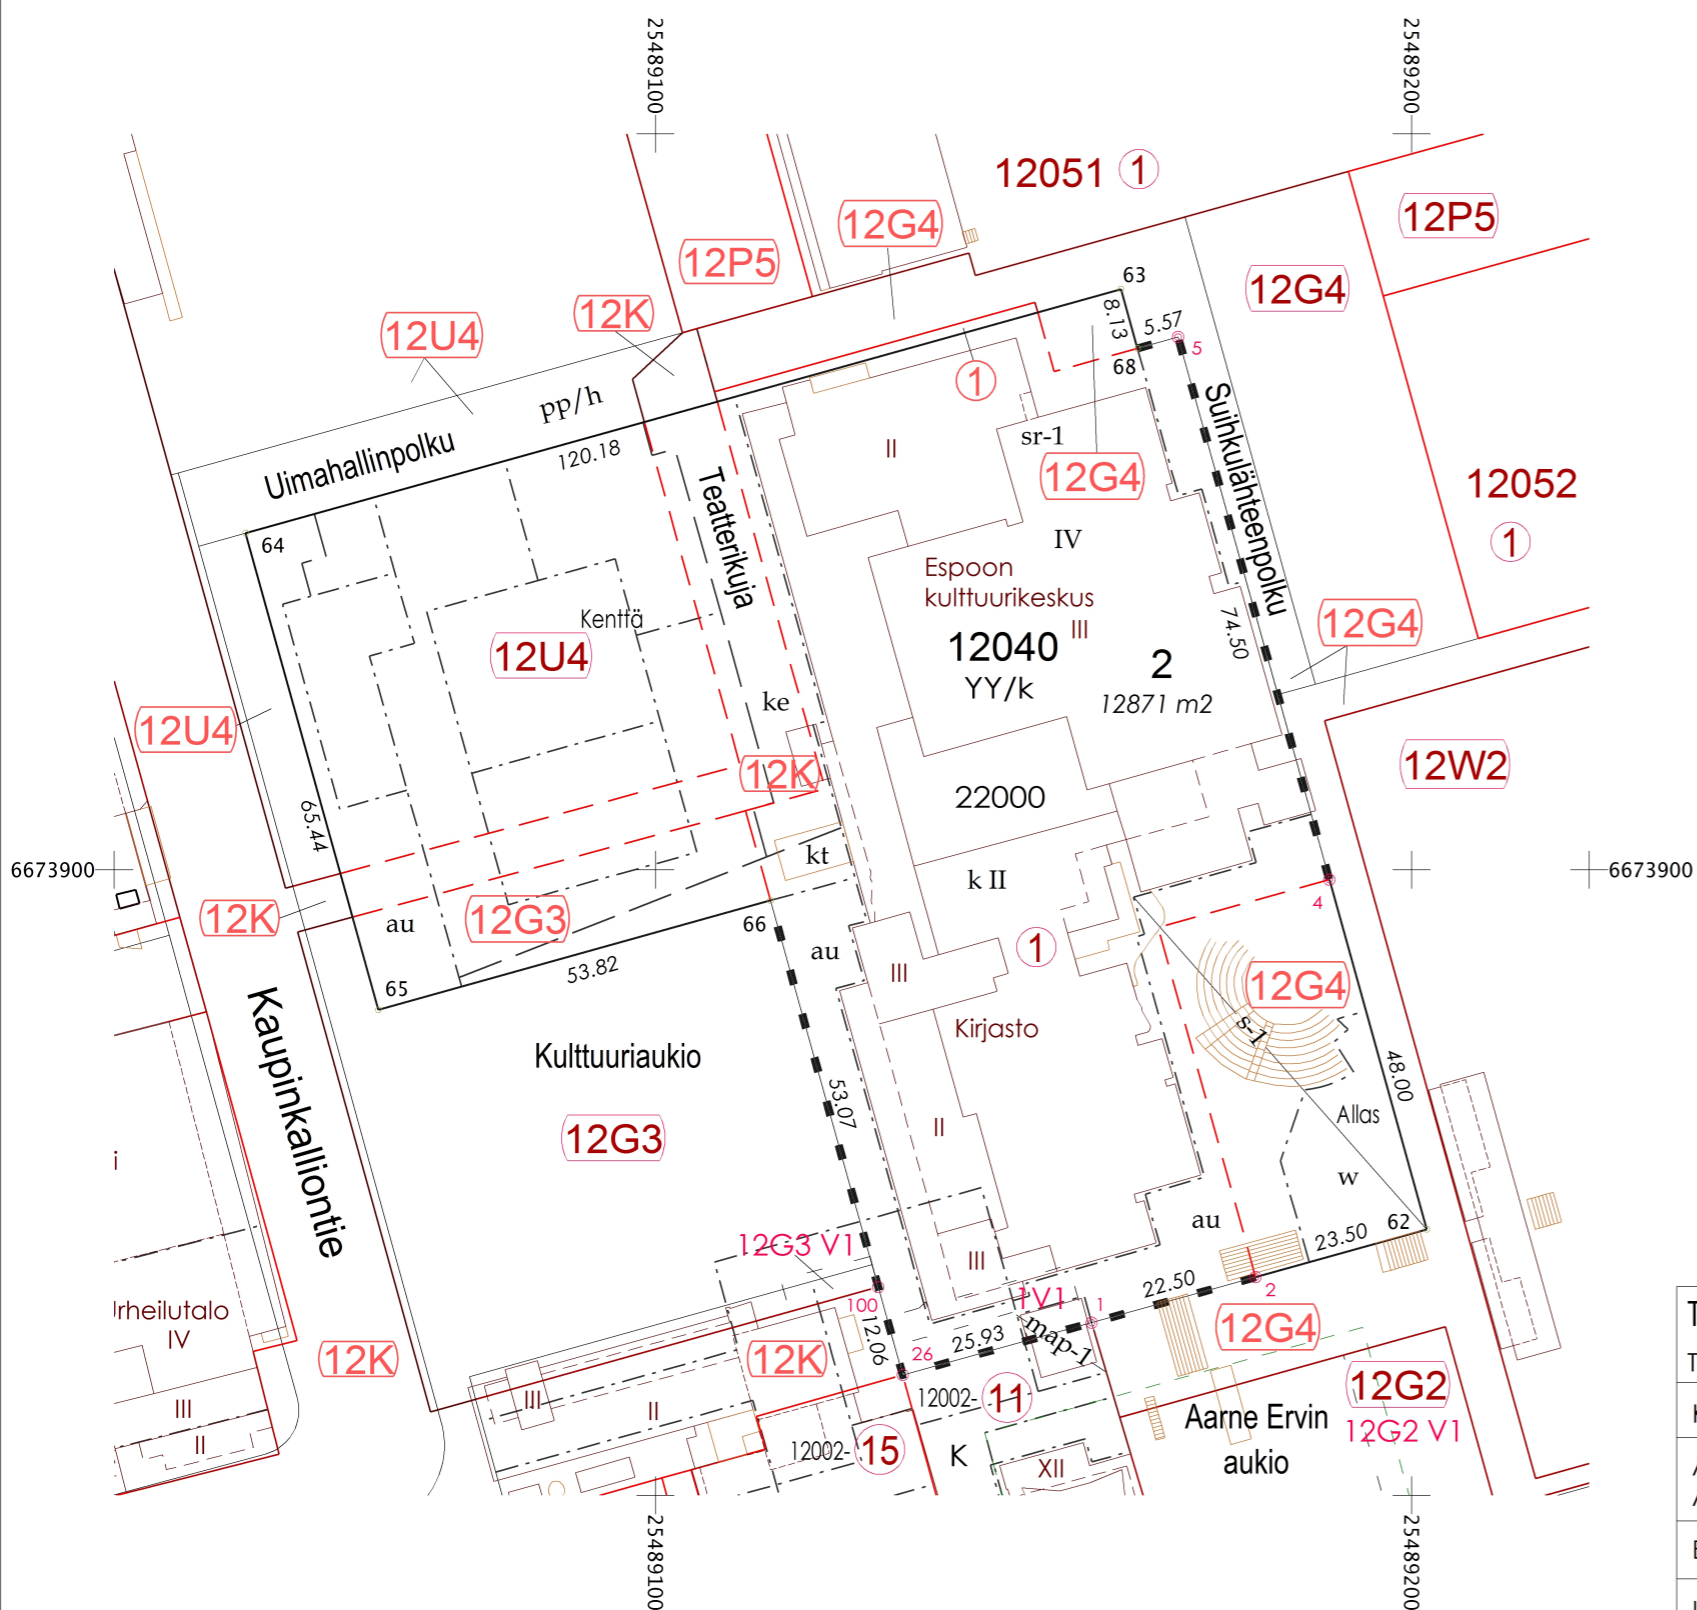 25489100
25489200
12051 1
12P5
12G4
12P5
12G4
12K
12U4
63
8.13
5.57
5
68
1
pp/h
Uimahallinpolku
120.18
64
Teatterikuja
II
sr-1
12G4
Suihkulähteenpolku
12052
1
IV
Espoon
kulttuurikeskus
III
12040
YY/k
2
12871 m2
74.50
12G4
Kenttä
12U4
12U4
ke
12K
12W2
22000
65.44
kt
6673900
6673900
k II
4
12K
au
12G3
66
au
1
53.82
65
III
12G4
s-1
Kirjasto
Kulttuuriaukio
Kaupinkalliontie
53.07
48.00
Allas
12G3
II
i
w
au
62
23.50
12G3 V1
III
22.50
2
100
1V1
1
12.06
26
25.93
map-1
12G4
Irheilutalo
IV
12K
12K
12002-
11
12G2
12G2 V1
III
III
II
II
12002-
15
K
XII
Aarne Ervin
aukio
25489100
25489200
T
T
K
A
A
E